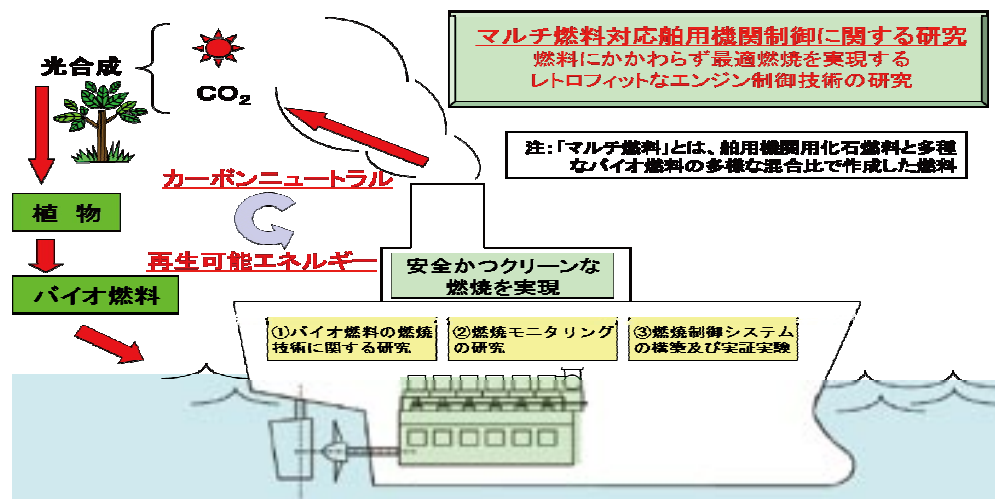 マルチ燃料対応舶用機関制御に関する研究
燃料にかかわらず最適燃焼を実現する
レトロフィットなエンジン制御技術の研究
光合成
CO₂
注:「マルチ燃料」とは、舶用機関用化石燃料と多種
なバイオ燃料の多様な混合比で作成した燃料
カーボンニュートラル
植 物
再生可能エネルギー
バイオ燃料
安全かつクリーンな
燃焼を実現
①バイオ燃料の燃焼
技術に関する研究
②燃焼モニタリング
の研究
③燃焼制御システム
の構築及び実証実験